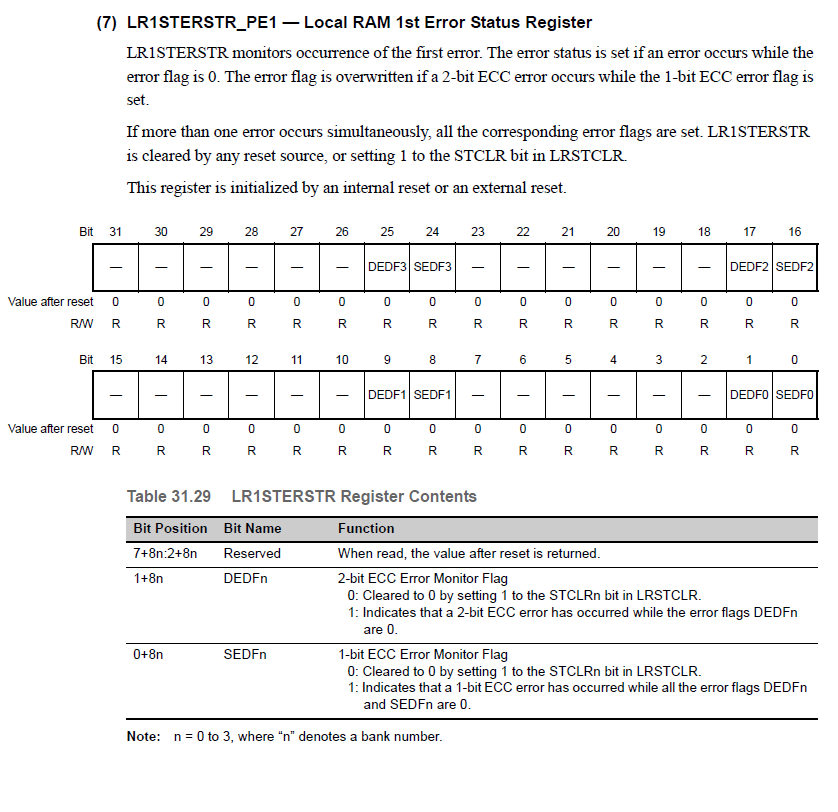 (7) LR1STERSTR_PE1 — Local RAM 1st Error Status Register
LR1STERSTR monitors occurrence of the first error. The error status is set if an error occurs while the
error flag is 0. The error flag is overwritten if a 2-bit ECC error occurs while the 1-bit ECC error flag is
set.
If more than one error occurs simultaneously, all the corresponding error flags are set. LR1STERSTR
is cleared by any reset source, or setting 1 to the STCLR bit in LRSTCLR.
This register is initialized by an internal reset or an external reset.
Bit 31 30 29 28 27 26 25 24 23 22 21 20 19 18 17 16
— — — — — — DEDF3 SEDF3 — — — — — — DEDF2 SEDF2
Value after reset 0 0 0 0 0 0 0 0 0 0 0 0 0 0 0 0
R/W R R R R R R R R R R R R R R R R
Bit 15 14 13 12 11 10 9 8 7 6 5 4 3 2 1 0
— — — — — — DEDF1 SEDF1 — — — — — — DEDF0 SEDF0
Value after reset 0 0 0 0 0 0 0 0 0 0 0 0 0 0 0 0
R/W R R R R R R R R R R R R R R R R
Table 31.29 LR1STERSTR Register Contents
Bit Position Bit Name Function
7+8n:2+8n Reserved When read, the value after reset is returned.
1+8n DEDFn 2-bit ECC Error Monitor Flag
0: Cleared to 0 by setting 1 to the STCLRn bit in LRSTCLR.
1: Indicates that a 2-bit ECC error has occurred while the error flags DEDFn
are 0.
0+8n SEDFn 1-bit ECC Error Monitor Flag
0: Cleared to 0 by setting 1 to the STCLRn bit in LRSTCLR.
1: Indicates that a 1-bit ECC error has occurred while all the error flags DEDFn
and SEDFn are 0.
Note: n = 0 to 3, where “n” denotes a bank number.